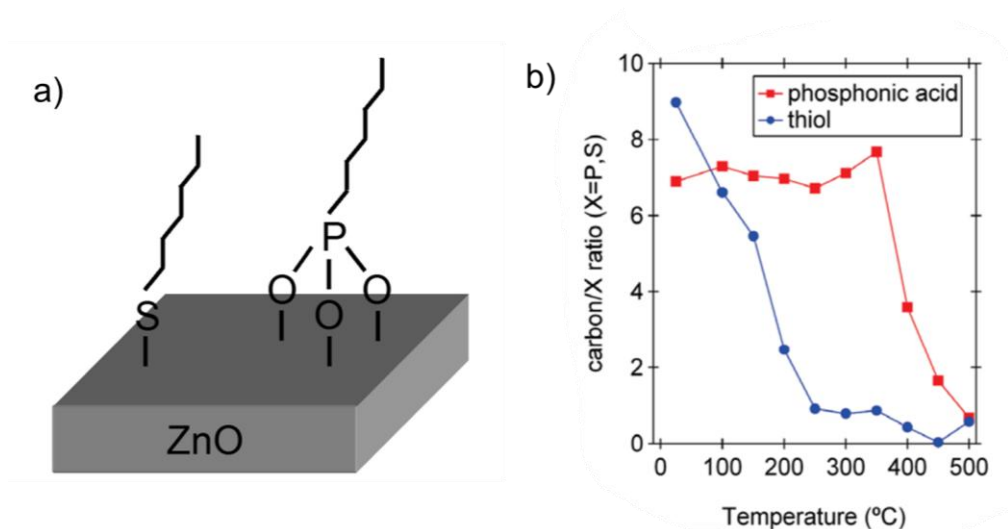 a)
S
P
O
O
O
ZnO
b)
10
8
6
4
2
0
carbon/X ratio (X=P,S)
phosphonic acid
thiol
0 100 200 300 400 500
Temperature (ºC)